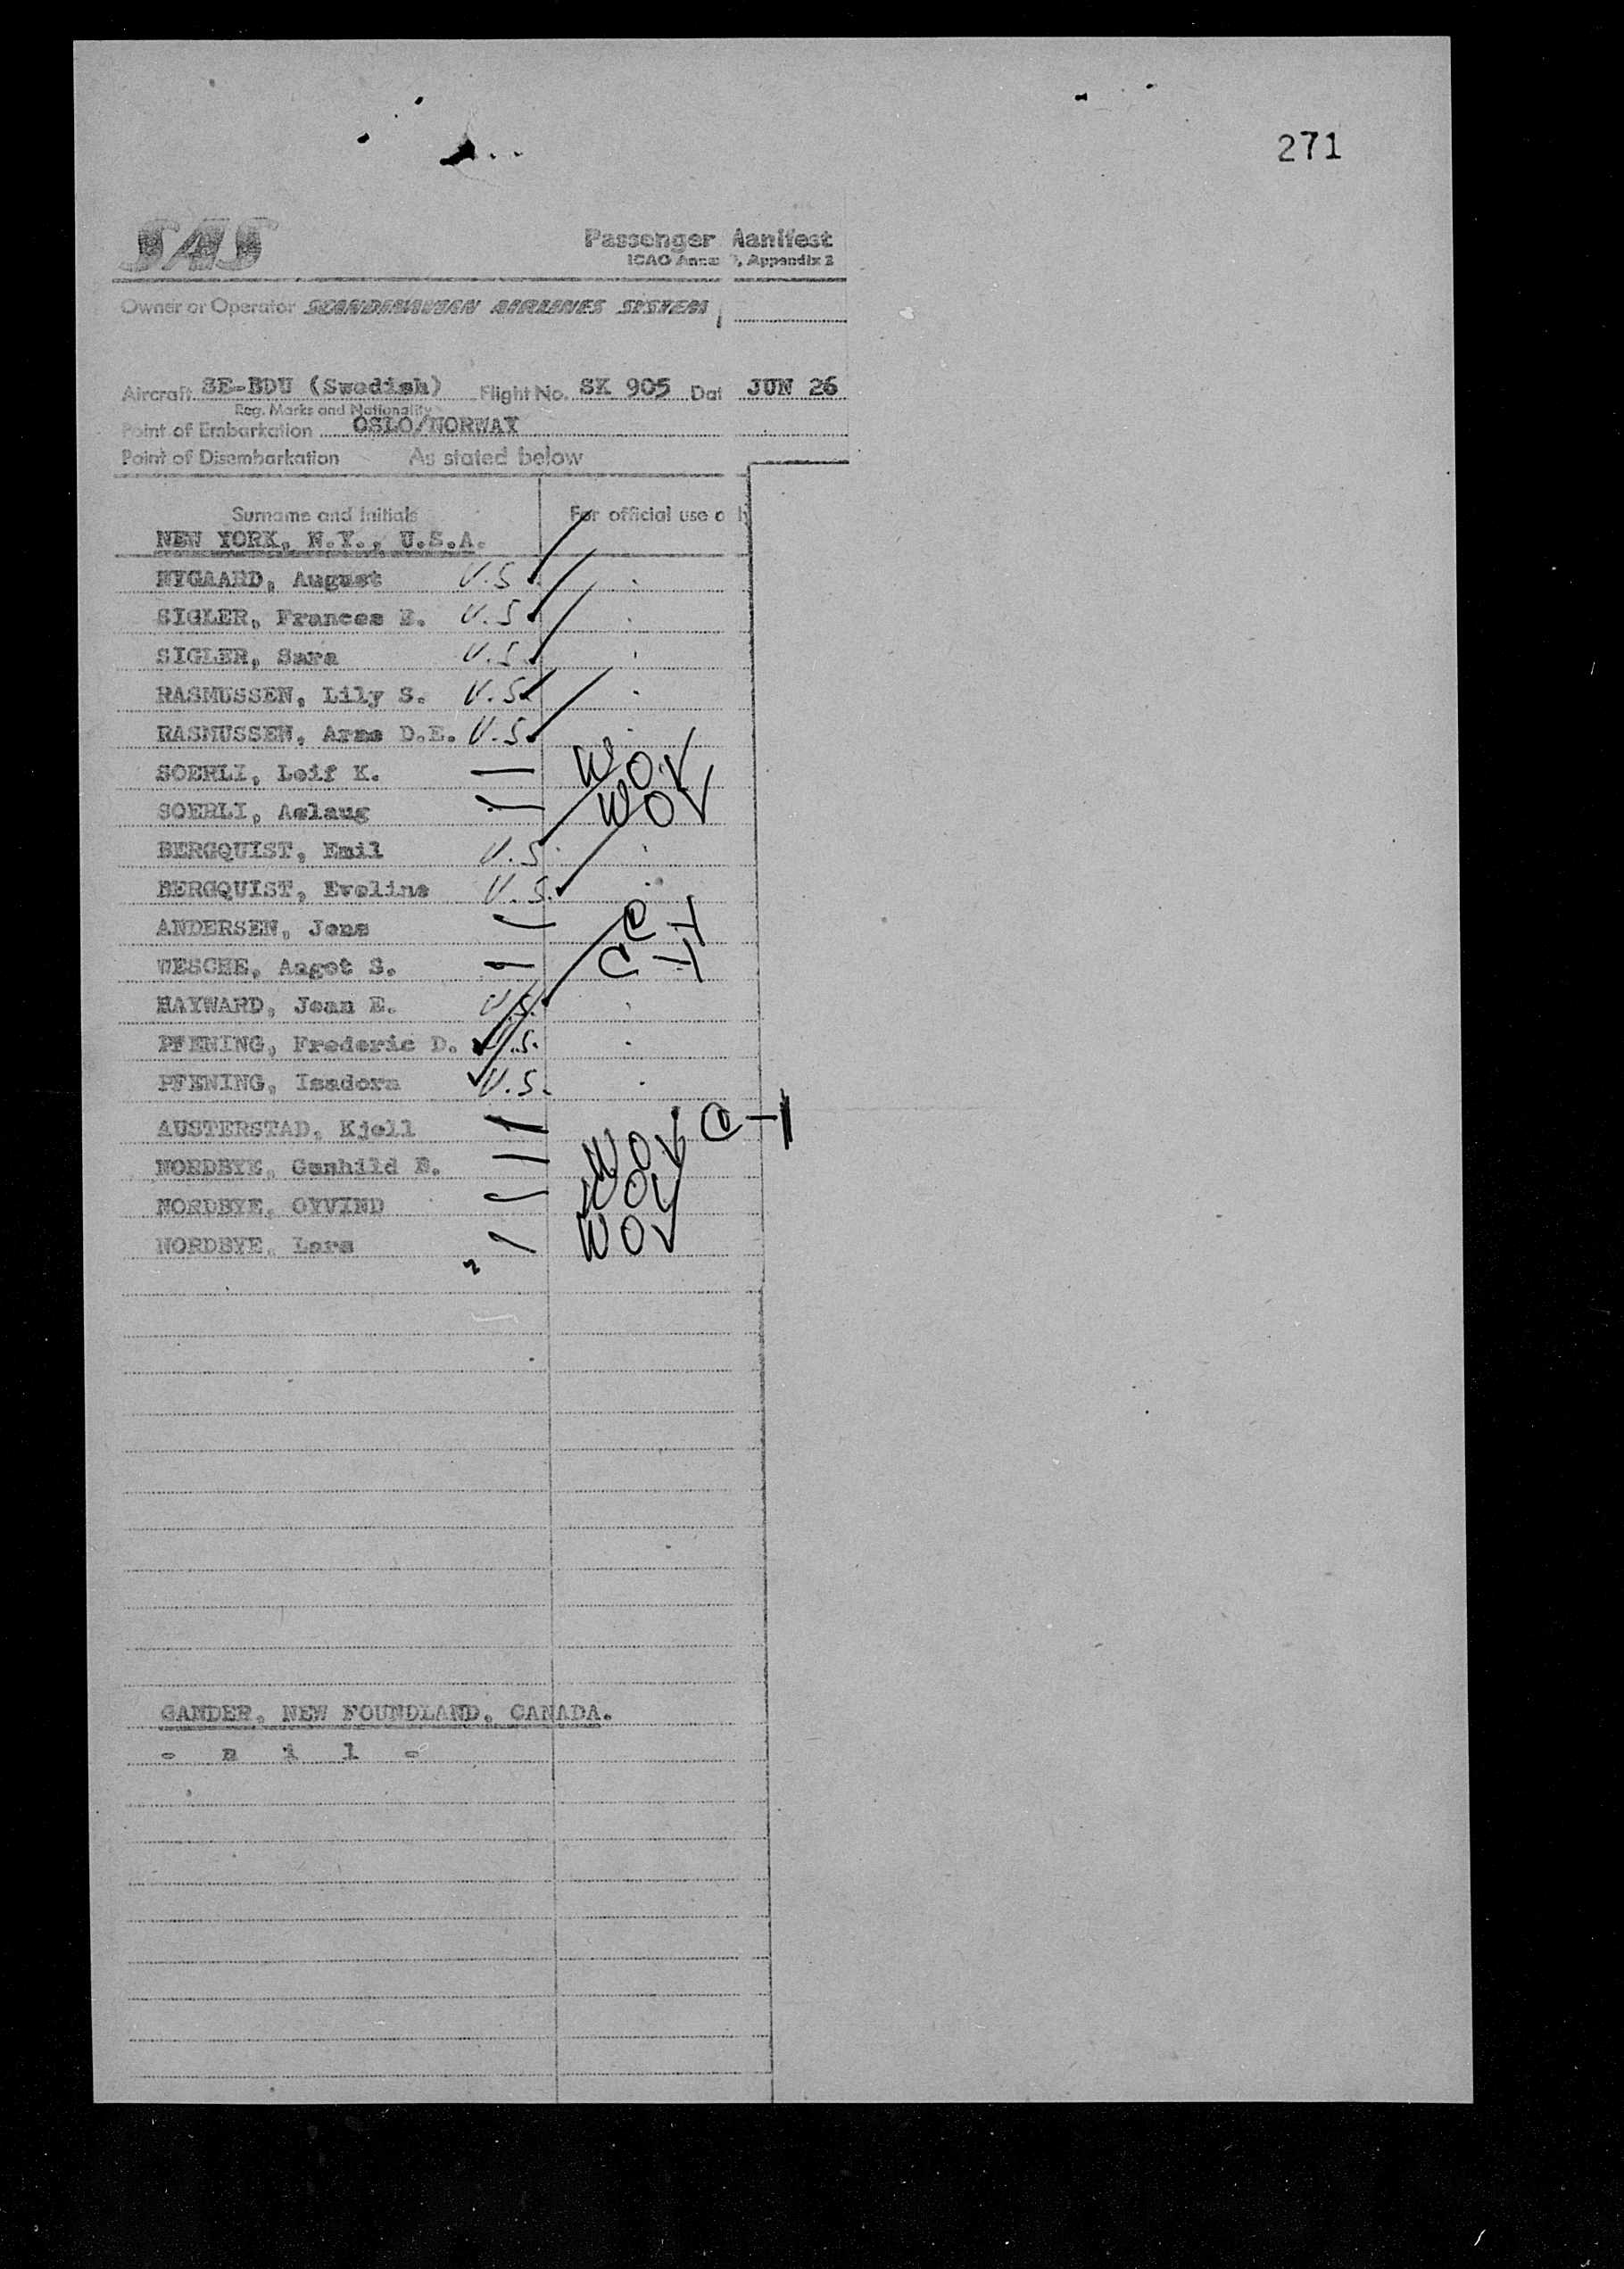 271
SAS
Passenger Manifest
ICAO Annex 9, Appendix 2
Owner or Operator SCANDINAVIAN AIRLINES SYSTEM
Aircraft SE-BDU (Swedish) Flight No. SK 905 Dat JUN 26
Reg. Marks and Nationality
Point of Embarkation OSLO/NORWAY
Point of Disembarkation As stated below
Surname and Initials For official use only
NEW YORK, N.Y., U.S.A.
NYGAARD, August U.S.
SIGLER, Frances E. U.S.
SIGLER, Sara U.S.
RASMUSSEN, Lily S. U.S.
RASMUSSEN, Arne D.E. U.S.
SOERLI, Leif K. WOV
SOERLI, Aslaug WOV
BERGQUIST, Emil U.S.
BERGQUIST, Eveline U.S.
ANDERSEN, Jens C
WESCHE, Aagot S. C
HAYWARD, Jean E. U.S.
PFENING, Frederic D. U.S.
PFENING, Isadora U.S.
AUSTERSTAD, Kjell C-1
NORDBYE, Gunhild E. WOV
NORDBYE, OYVIND WOV
NORDBYE, Lars WOV
GANDER, NEW FOUNDLAND, CANADA.
- n i l -